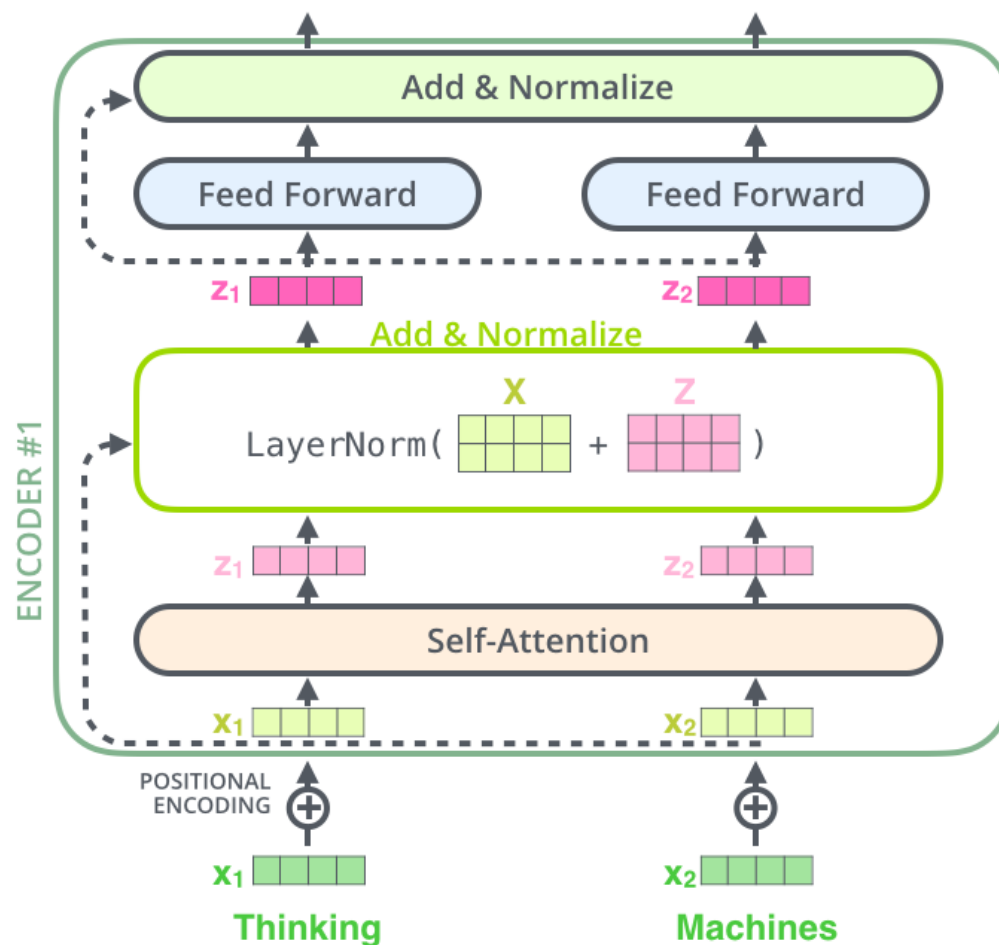 Add & Normalize
Feed Forward
Feed Forward
z1
z2
Add & Normalize
X
Z
LayerNorm( + )
ENCODER #1
z1
z2
Self-Attention
x1
x2
POSITIONAL
ENCODING
x1
x2
Thinking
Machines